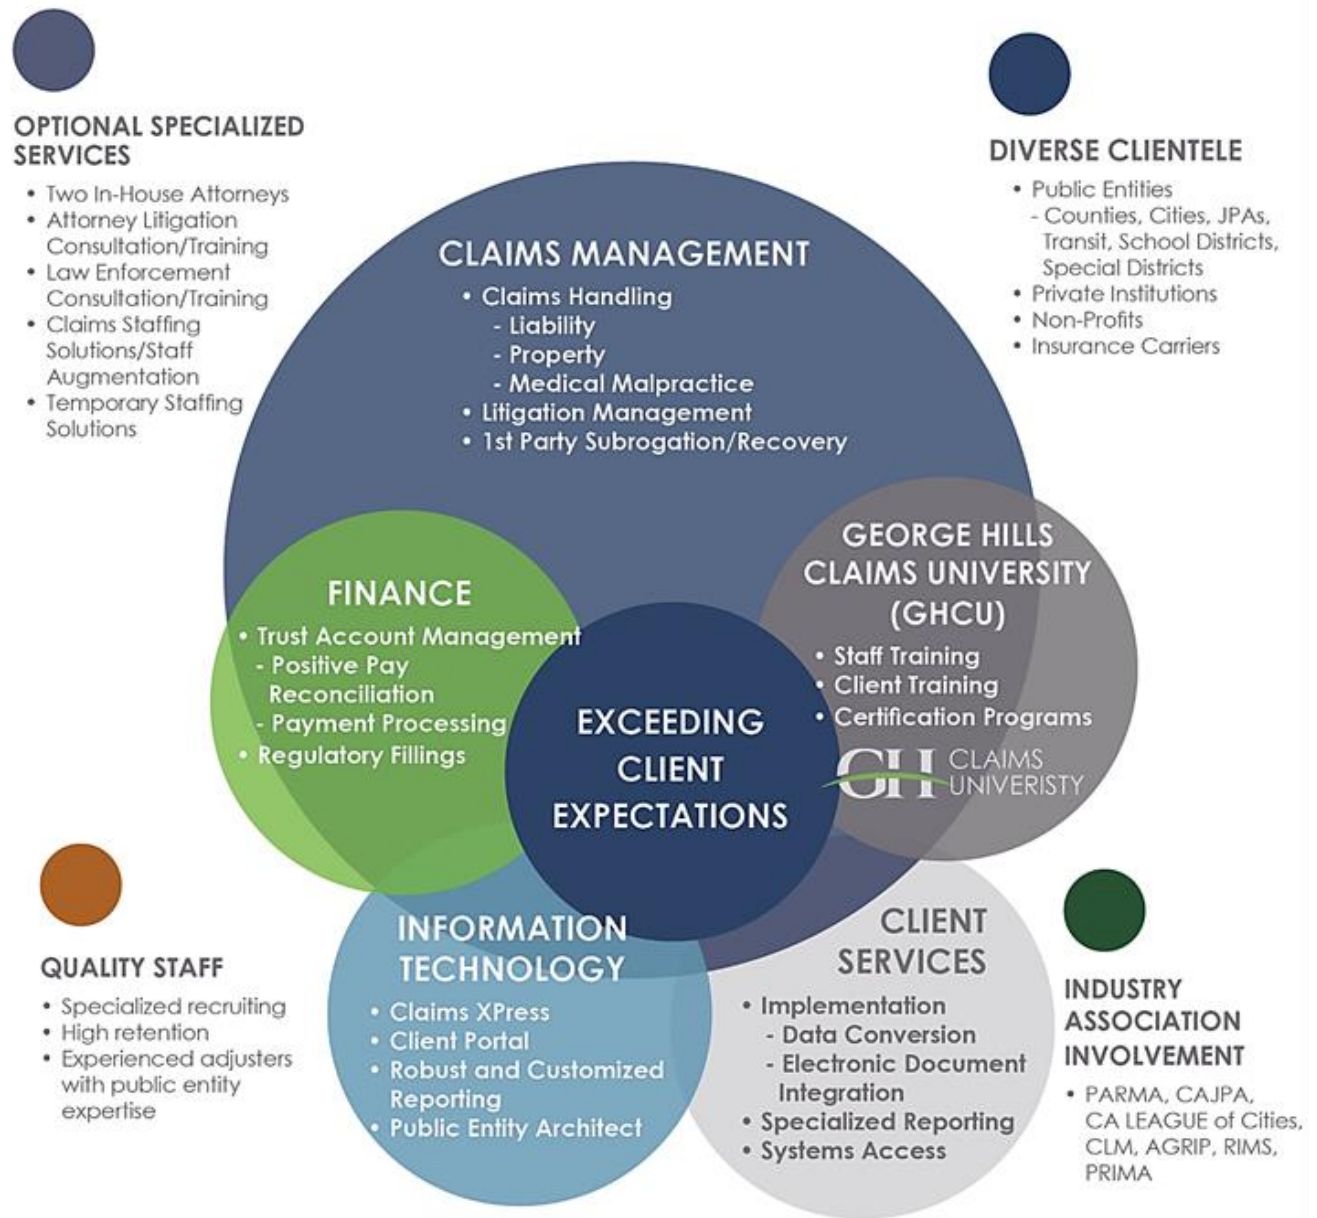 OPTIONAL SPECIALIZED
SERVICES
• Two In-House Attorneys
• Attorney Litigation
Consultation/Training
• Law Enforcement
Consultation/Training
• Claims Staffing
Solutions/Staff
Augmentation
• Temporary Staffing
Solutions
DIVERSE CLIENTELE
• Public Entities
- Counties, Cities, JPAs,
Transit, School Districts,
Special Districts
• Private Institutions
• Non-Profits
• Insurance Carriers
CLAIMS MANAGEMENT
• Claims Handling
- Liability
- Property
- Medical Malpractice
• Litigation Management
• 1st Party Subrogation/Recovery
FINANCE
• Trust Account Management
- Positive Pay
Reconciliation
- Payment Processing
• Regulatory Fillings
EXCEEDING
CLIENT
EXPECTATIONS
GEORGE HILLS
CLAIMS UNIVERSITY
(GHCU)
• Staff Training
• Client Training
• Certification Programs
GH CLAIMS
UNIVERISTY
QUALITY STAFF
• Specialized recruiting
• High retention
• Experienced adjusters
with public entity
expertise
INFORMATION
TECHNOLOGY
• Claims XPress
• Client Portal
• Robust and Customized
Reporting
• Public Entity Architect
CLIENT
SERVICES
• Implementation
- Data Conversion
- Electronic Document
Integration
• Specialized Reporting
• Systems Access
INDUSTRY
ASSOCIATION
INVOLVEMENT
• PARMA, CAJPA,
CA LEAGUE of Cities,
CLM, AGRIP, RIMS,
PRIMA